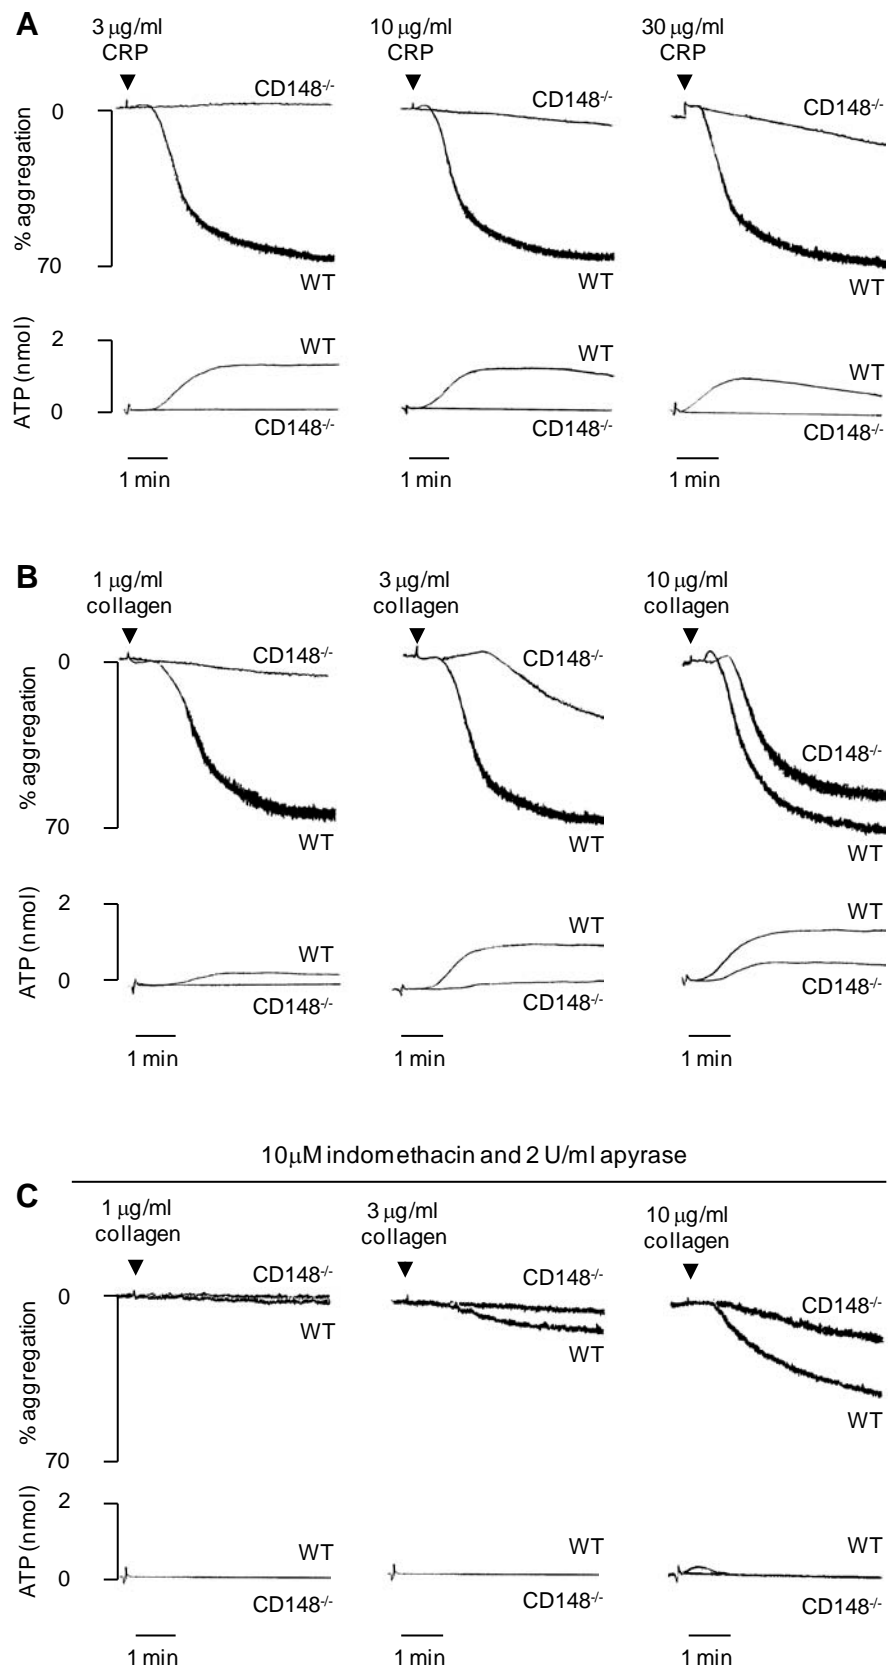 A
3 μg/ml
CRP
10 μg/ml
CRP
30 μg/ml
CRP
% aggregation
0
70
CD148-/-
WT
CD148-/-
WT
CD148-/-
WT
ATP (nmol)
2
0
WT
CD148-/-
WT
CD148-/-
WT
CD148-/-
1 min
1 min
1 min
B
1 μg/ml
collagen
3 μg/ml
collagen
10 μg/ml
collagen
% aggregation
0
70
CD148-/-
WT
CD148-/-
WT
CD148-/-
WT
ATP (nmol)
2
0
WT
CD148-/-
WT
CD148-/-
WT
CD148-/-
1 min
1 min
1 min
10μM indomethacin and 2 U/ml apyrase
C
1 μg/ml
collagen
3 μg/ml
collagen
10 μg/ml
collagen
% aggregation
0
70
CD148-/-
WT
CD148-/-
WT
CD148-/-
WT
ATP (nmol)
2
0
WT
CD148-/-
WT
CD148-/-
WT
CD148-/-
1 min
1 min
1 min